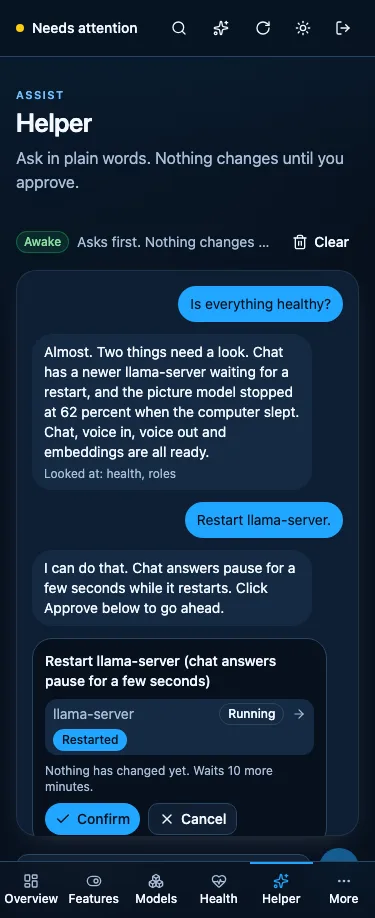 Needs attention
ASSIST
Helper
Ask in plain words. Nothing changes until you
approve.
Awake
Asks first. Nothing changes ...
Clear
Is everything healthy?
Almost. Two things need a look. Chat
has a newer llama-server waiting for a
restart, and the picture model stopped
at 62 percent when the computer slept.
Chat, voice in, voice out and
embeddings are all ready.
Looked at: health, roles
Restart llama-server.
I can do that. Chat answers pause for a
few seconds while it restarts. Click
Approve below to go ahead.
Restart llama-server (chat answers
pause for a few seconds)
llama-server
Running
Restarted
Nothing has changed yet. Waits 10 more
minutes.
Confirm
Cancel
Overview
Features
Models
Health
Helper
More